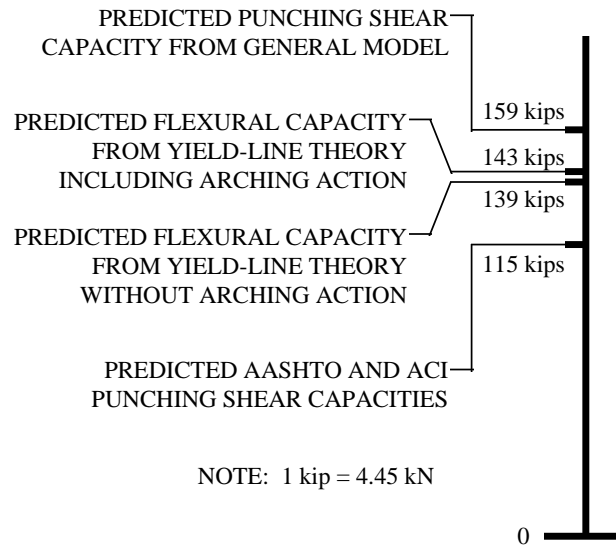 PREDICTED PUNCHING SHEAR
CAPACITY FROM GENERAL MODEL
159 kips
PREDICTED FLEXURAL CAPACITY
FROM YIELD-LINE THEORY
INCLUDING ARCHING ACTION
143 kips
139 kips
PREDICTED FLEXURAL CAPACITY
FROM YIELD-LINE THEORY
WITHOUT ARCHING ACTION
115 kips
PREDICTED AASHTO AND ACI
PUNCHING SHEAR CAPACITIES
NOTE: 1 kip = 4.45 kN
0